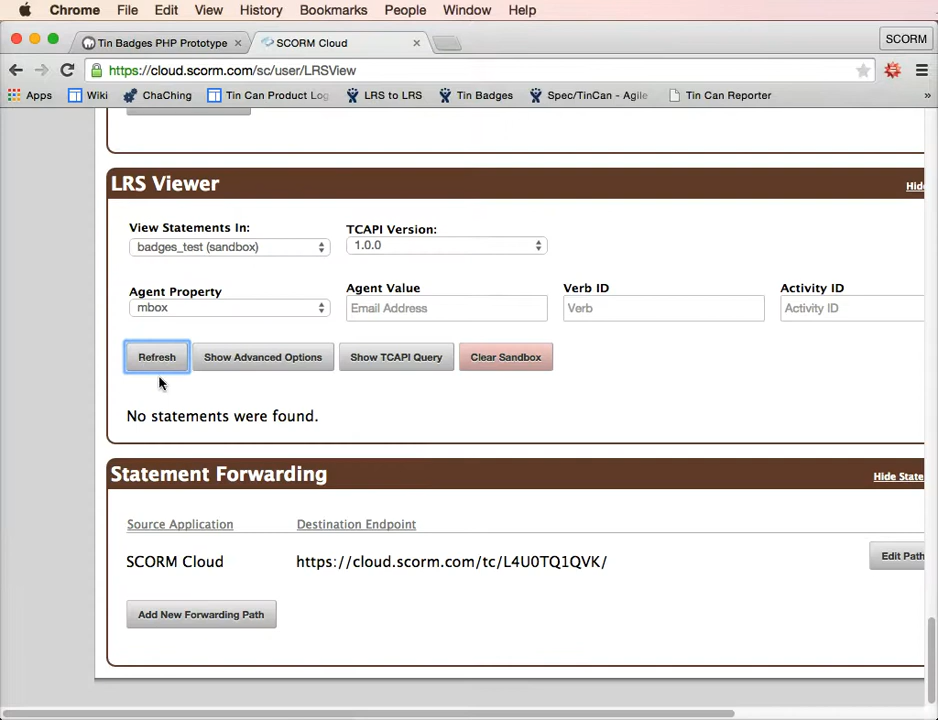 Chrome File Edit View History Bookmarks People Window Help
Tin Badges PHP Prototype × SCORM Cloud × SCORM
https://cloud.scorm.com/sc/user/LRSView
Apps Wiki ChaChing Tin Can Product Log LRS to LRS Tin Badges Spec/TinCan - Agile Tin Can Reporter »
LRS Viewer Hid
View Statements In: TCAPI Version:
badges_test (sandbox) 1.0.0
Agent Property Agent Value Verb ID Activity ID
mbox Email Address Verb Activity ID
Refresh Show Advanced Options Show TCAPI Query Clear Sandbox
No statements were found.
Statement Forwarding Hide State
Source Application Destination Endpoint
SCORM Cloud https://cloud.scorm.com/tc/L4U0TQ1QVK/ Edit Path
Add New Forwarding Path